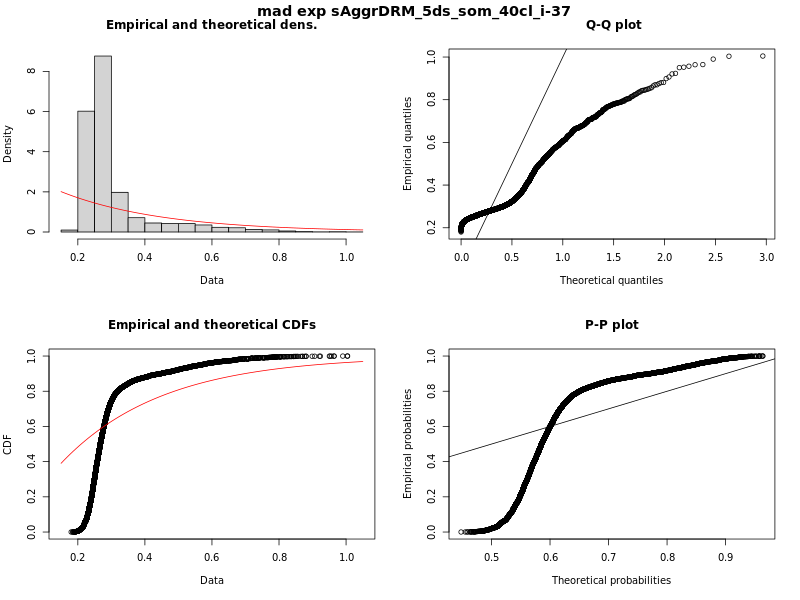 mad exp sAggrDRM_5ds_som_40cl_i-37
Empirical and theoretical dens.
Density
0 2 4 6 8
0.2 0.4 0.6 0.8 1.0
Data
Q-Q plot
Empirical quantiles
0.2 0.4 0.6 0.8 1.0
0.0 0.5 1.0 1.5 2.0 2.5 3.0
Theoretical quantiles
Empirical and theoretical CDFs
CDF
0.0 0.2 0.4 0.6 0.8 1.0
0.2 0.4 0.6 0.8 1.0
Data
P-P plot
Empirical probabilities
0.0 0.2 0.4 0.6 0.8 1.0
0.5 0.6 0.7 0.8 0.9
Theoretical probabilities